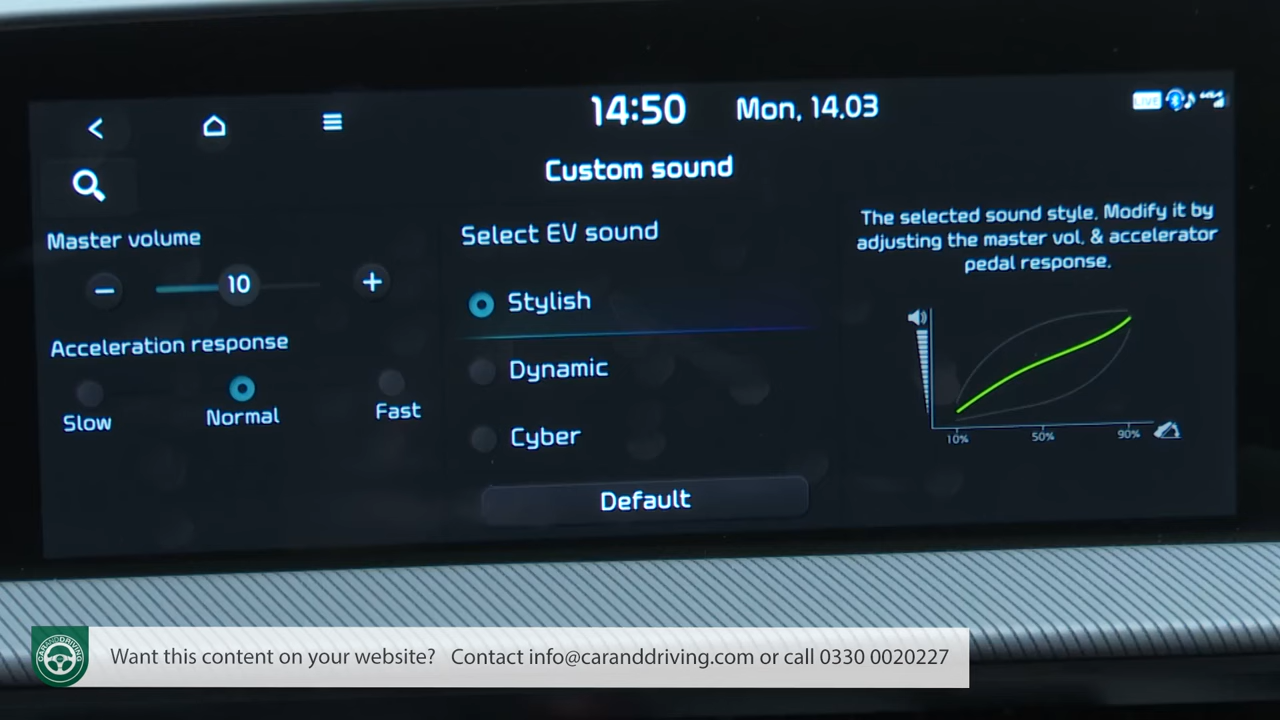 14:50 Mon, 14.03
LIVE
Custom sound
Master volume
10
Acceleration response
Slow
Normal
Fast
Select EV sound
Stylish
Dynamic
Cyber
Default
The selected sound style. Modify it by
adjusting the master vol. & accelerator
pedal response.
10% 50% 90%
CARANDDRIVING
Want this content on your website? Contact info@caranddriving.com or call 0330 0020227